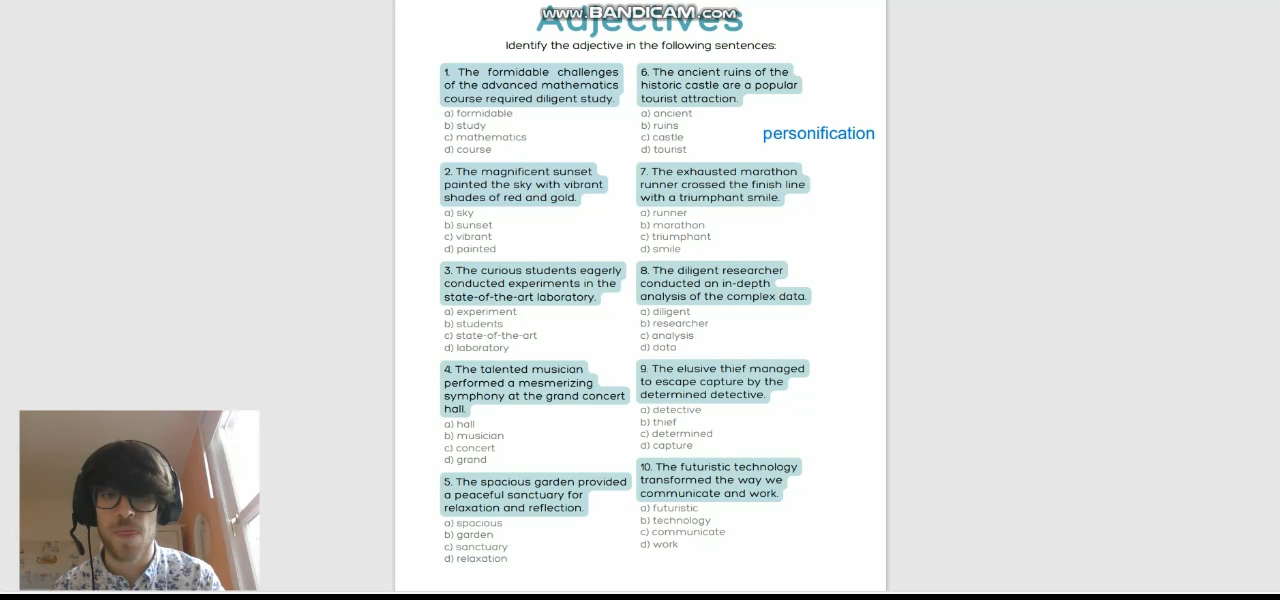 www.BANDICAM.com
Adjectives
Identify the adjective in the following sentences:
1. The formidable challenges
of the advanced mathematics
course required diligent study.
a) formidable
b) study
c) mathematics
d) course
2. The magnificent sunset
painted the sky with vibrant
shades of red and gold.
a) sky
b) sunset
c) vibrant
d) painted
3. The curious students eagerly
conducted experiments in the
state-of-the-art laboratory.
a) experiment
b) students
c) state-of-the-art
d) laboratory
4. The talented musician
performed a mesmerizing
symphony at the grand concert
hall.
a) hall
b) musician
c) concert
d) grand
5. The spacious garden provided
a peaceful sanctuary for
relaxation and reflection.
a) spacious
b) garden
c) sanctuary
d) relaxation
6. The ancient ruins of the
historic castle are a popular
tourist attraction.
a) ancient
b) ruins
c) castle
d) tourist
personification
7. The exhausted marathon
runner crossed the finish line
with a triumphant smile.
a) runner
b) marathon
c) triumphant
d) smile
8. The diligent researcher
conducted an in-depth
analysis of the complex data.
a) diligent
b) researcher
c) analysis
d) data
9. The elusive thief managed
to escape capture by the
determined detective.
a) detective
b) thief
c) determined
d) capture
10. The futuristic technology
transformed the way we
communicate and work.
a) futuristic
b) technology
c) communicate
d) work